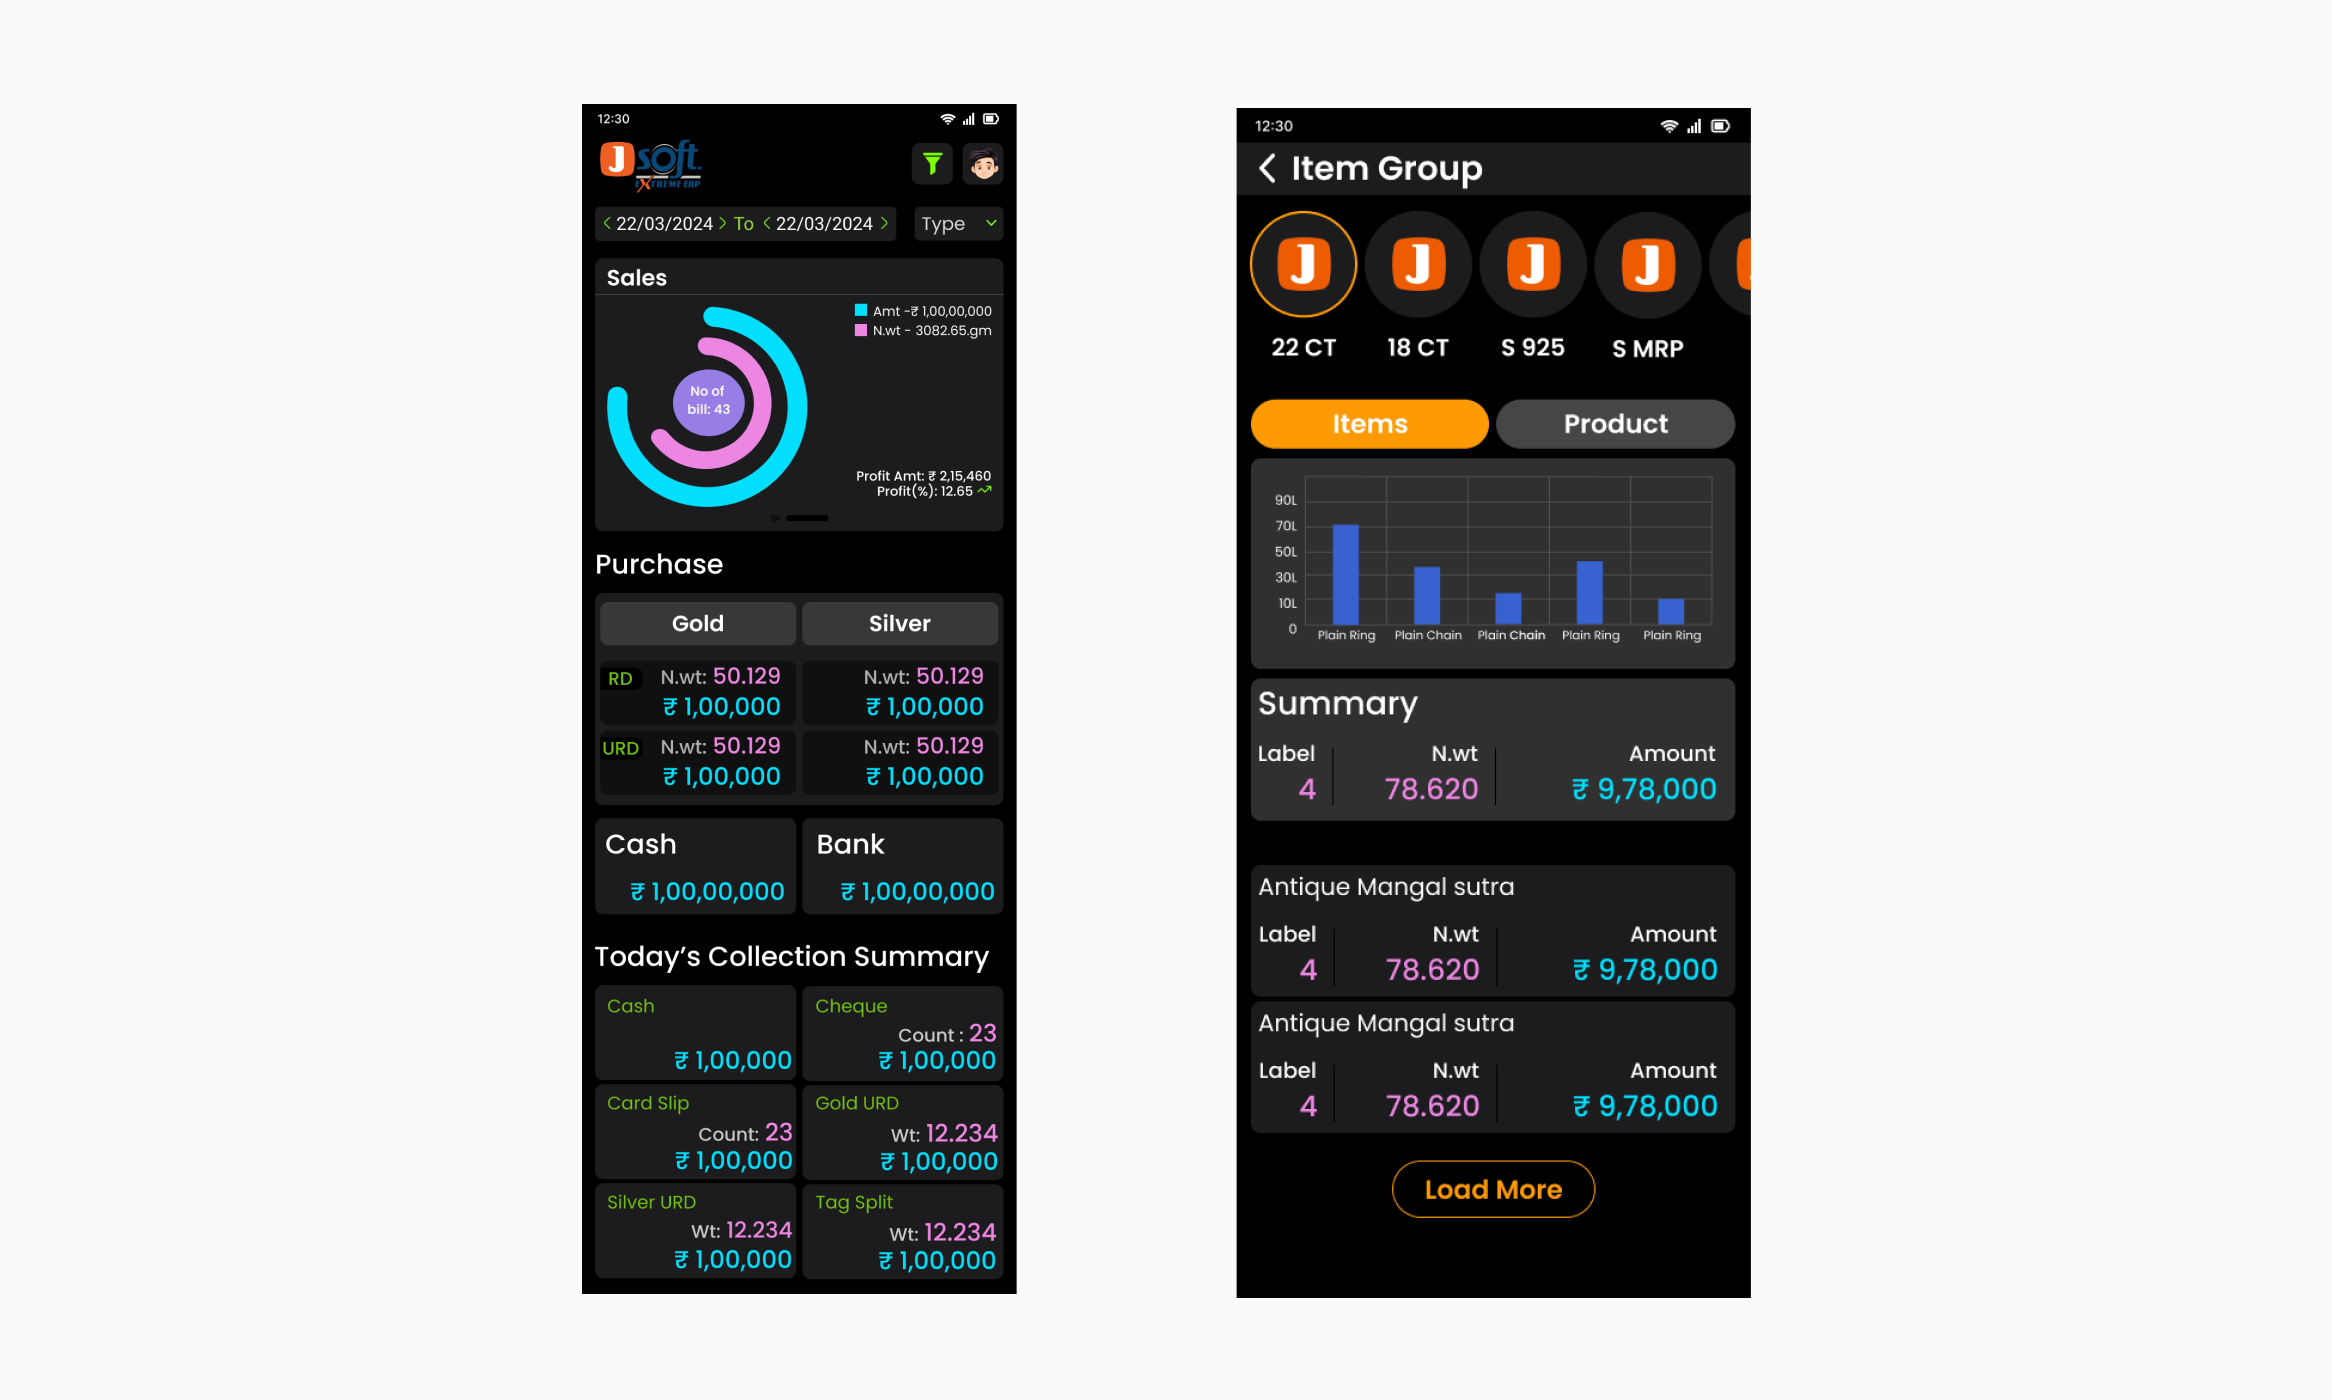 12:30
J soft.
EXTREME ERP
22/03/2024 To 22/03/2024 Type
Sales
Amt -₹ 1,00,00,000
N.wt - 3082.65.gm
No of
bill: 43
Profit Amt: ₹ 2,15,460
Profit(%): 12.65
Purchase
Gold Silver
RD N.wt: 50.129 N.wt: 50.129
₹ 1,00,000 ₹ 1,00,000
URD N.wt: 50.129 N.wt: 50.129
₹ 1,00,000 ₹ 1,00,000
Cash Bank
₹ 1,00,00,000 ₹ 1,00,00,000
Today's Collection Summary
Cash Cheque
Count : 23
₹ 1,00,000 ₹ 1,00,000
Card Slip Gold URD
Count: 23 Wt: 12.234
₹ 1,00,000 ₹ 1,00,000
Silver URD Tag Split
Wt: 12.234 Wt: 12.234
₹ 1,00,000 ₹ 1,00,000
12:30
Item Group
J J J J J
22 CT 18 CT S 925 S MRP
Items Product
90L
70L
50L
30L
10L
0
Plain Ring Plain Chain Plain Chain Plain Ring Plain Ring
Summary
Label N.wt Amount
4 78.620 ₹ 9,78,000
Antique Mangal sutra
Label N.wt Amount
4 78.620 ₹ 9,78,000
Antique Mangal sutra
Label N.wt Amount
4 78.620 ₹ 9,78,000
Load More